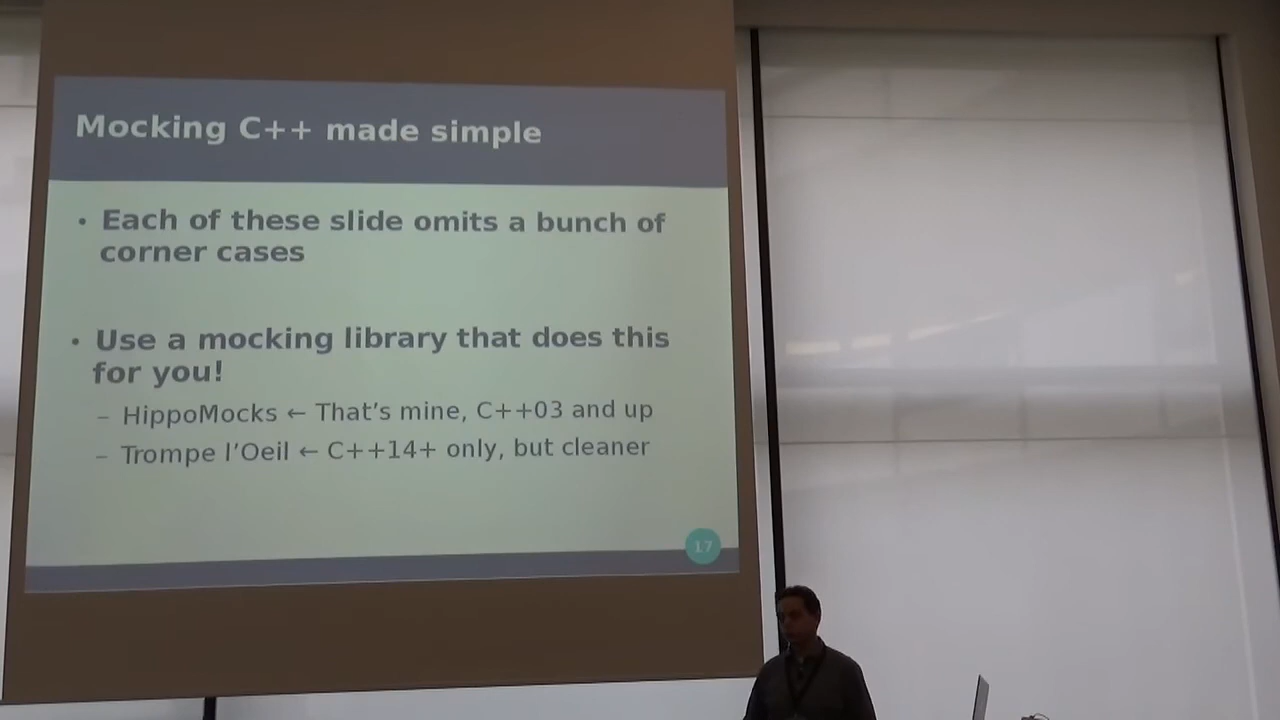 Mocking C++ made simple
• Each of these slide omits a bunch of
corner cases
• Use a mocking library that does this
for you!
– HippoMocks ← That’s mine, C++03 and up
– Trompe l’Oeil ← C++14+ only, but cleaner
17